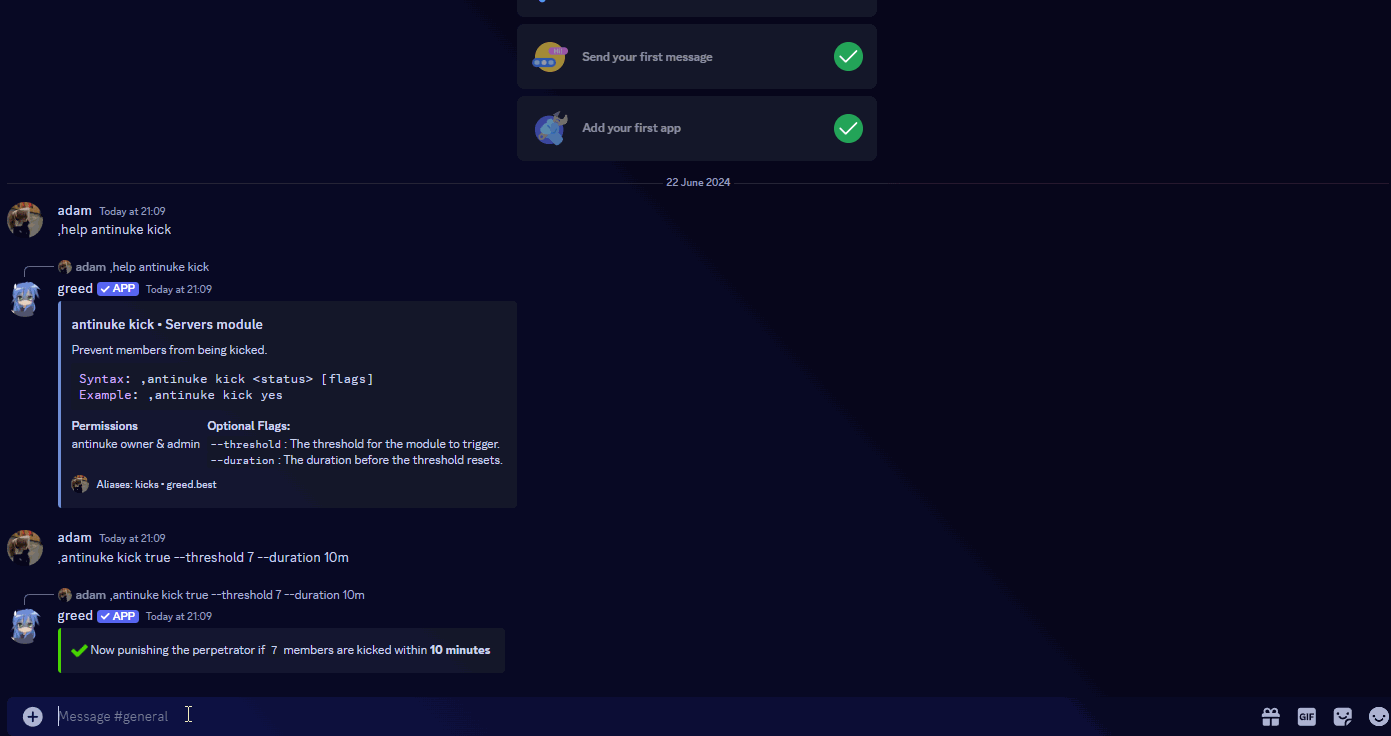 Hi!
Send your first message
Add your first app
22 June 2024
adam Today at 21:09
,help antinuke kick
adam ,help antinuke kick
greed ✓ APP Today at 21:09
antinuke kick • Servers module
Prevent members from being kicked.
Syntax: ,antinuke kick <status> [flags]
Example: ,antinuke kick yes
Permissions Optional Flags:
antinuke owner & admin --threshold : The threshold for the module to trigger.
--duration : The duration before the threshold resets.
Aliases: kicks • greed.best
adam Today at 21:09
,antinuke kick true --threshold 7 --duration 10m
adam ,antinuke kick true --threshold 7 --duration 10m
greed ✓ APP Today at 21:09
Now punishing the perpetrator if 7 members are kicked within 10 minutes
Message #general
GIF